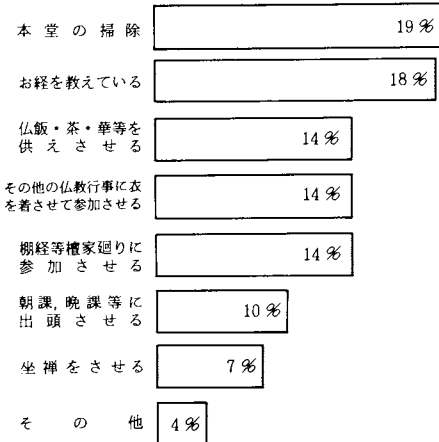 本堂の掃除
19%
お経を教えている
18%
仏飯・茶・華等を
供えさせる
14%
その他の仏教行事に衣
を着させて参加させる
14%
棚経等檀家廻りに
参加させる
14%
朝課,晩課等に
出頭させる
10%
坐禅をさせる
7%
その他
4%